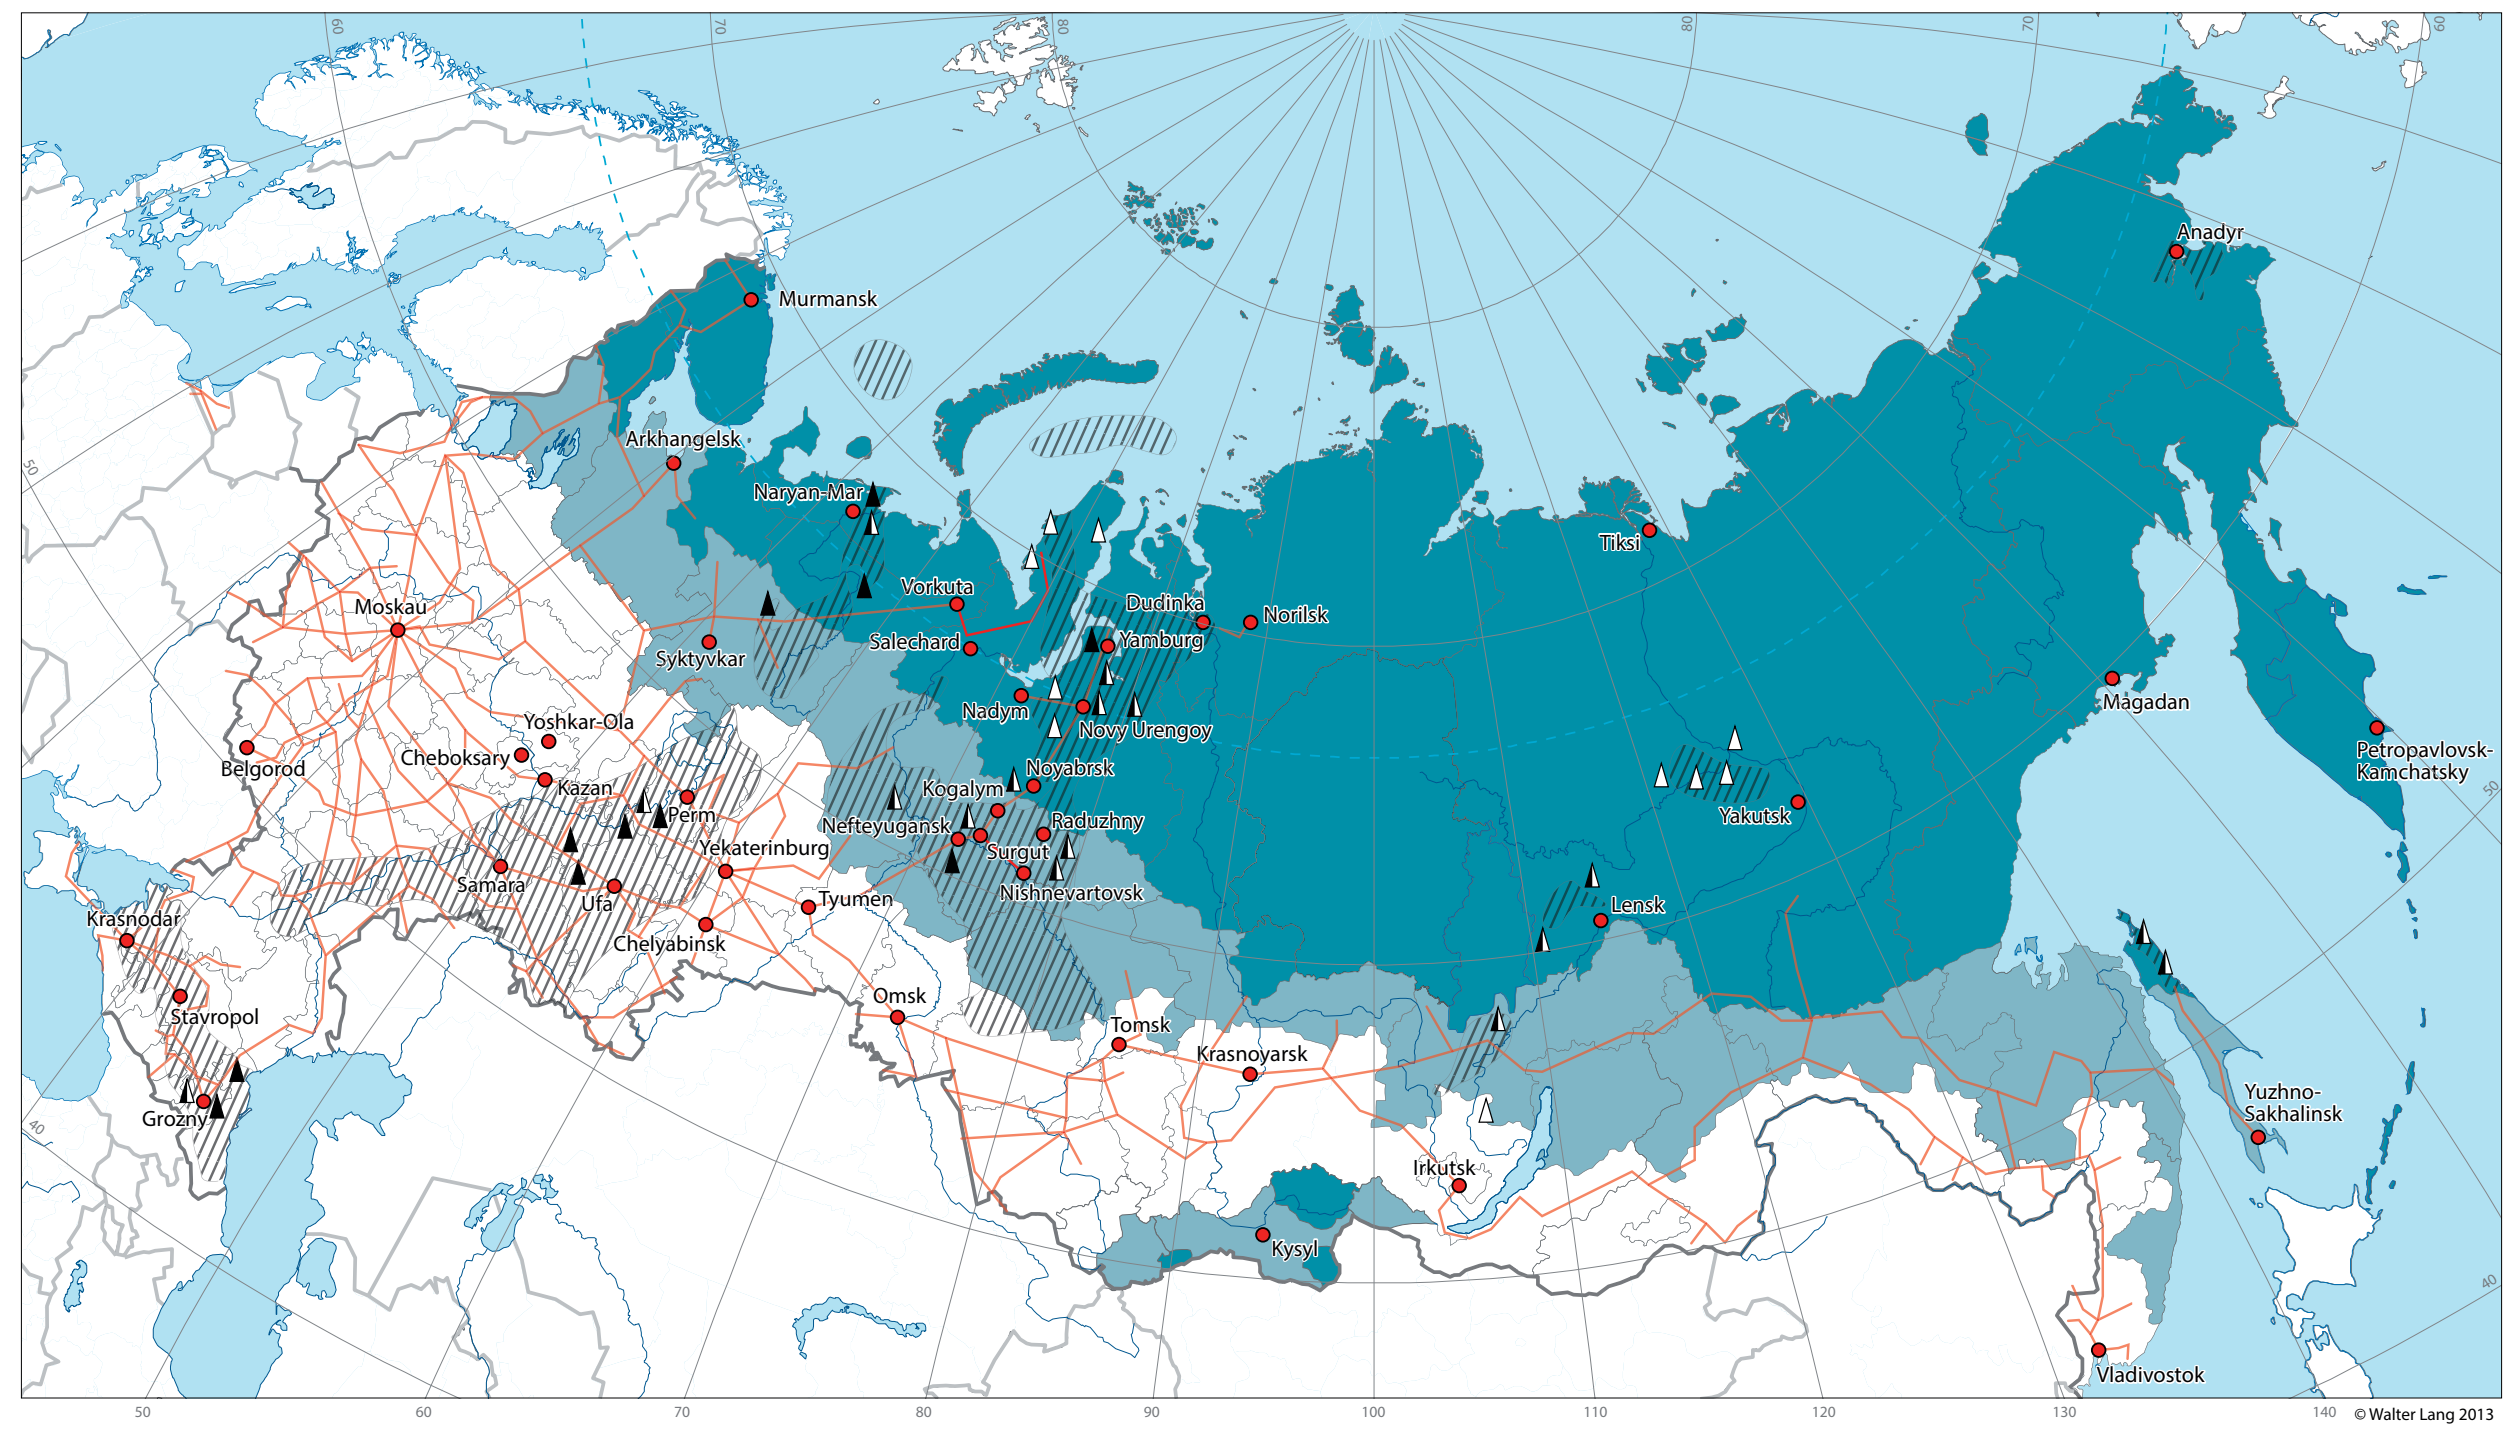 60
70
80
80
70
60
Anadyr
Murmansk
Arkhangelsk
50
Naryan-Mar
Tiksi
Vorkuta
Dudinka
Norilsk
Moskau
Salechard
Yamburg
Syktyvkar
Magadan
Nadym
Novy Urengoy
Yoshkar-Ola
Petropavlovsk-
Kamchatsky
Cheboksary
Belgorod
Noyabrsk
Kazan
Kogalym
50
Perm
Nefteyugansk
Raduzhny
Yakutsk
Yekaterinburg
Surgut
Samara
Nishnevartovsk
Ufa
Tyumen
Lensk
Krasnodar
Chelyabinsk
Omsk
Stavropol
Tomsk
Krasnoyarsk
Yuzhno-
Sakhalinsk
Grozny
40
Irkutsk
Kysyl
40
Vladivostok
50
60
70
80
90
100
110
120
130
140
© Walter Lang 2013